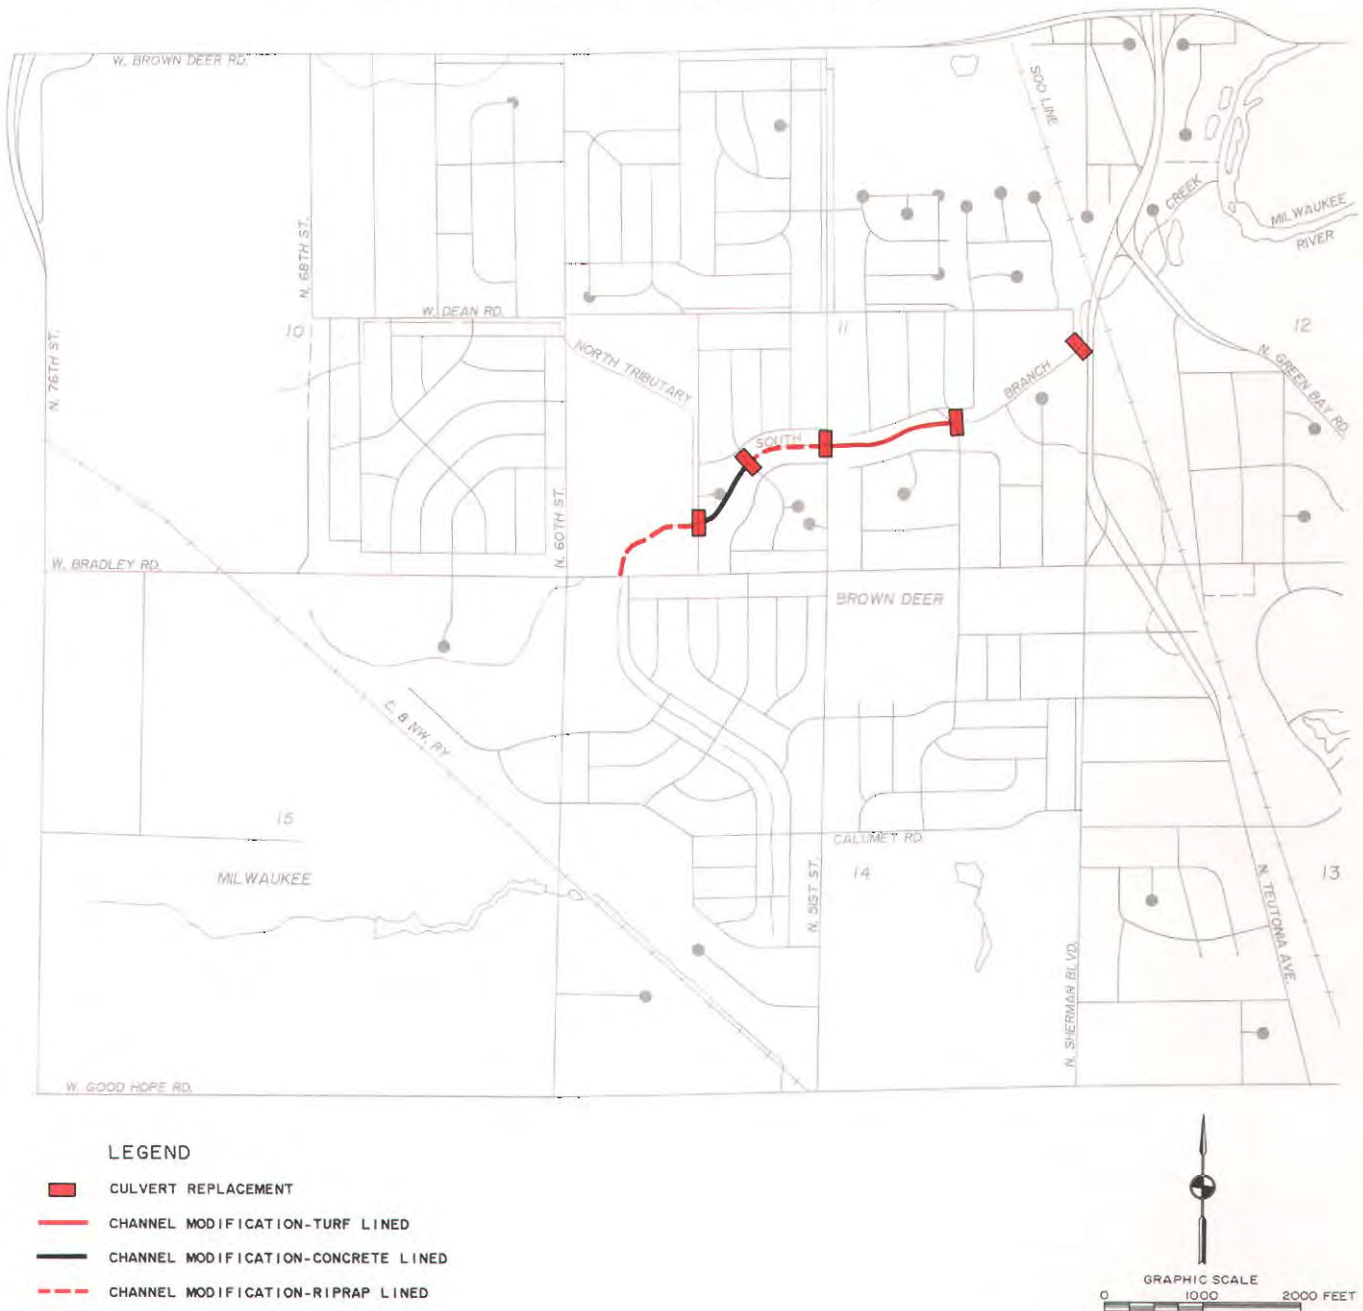 W. BROWN DEER RD.
SOO LINE
CREEK
MILWAUKEE
RIVER
N. 68TH ST.
W. DEAN RD.
10
11
12
N. 76TH ST.
NORTH TRIBUTARY
BRANCH
N. GREEN BAY RD.
SOUTH
N. 60TH ST.
W. BRADLEY RD.
BROWN DEER
C. & NW. RY
15
CALUMET RD.
MILWAUKEE
14
13
N. 51ST ST.
N. TEUTONIA AVE.
N. SHERMAN BLVD.
W. GOOD HOPE RD.
LEGEND
CULVERT REPLACEMENT
CHANNEL MODIFICATION-TURF LINED
CHANNEL MODIFICATION-CONCRETE LINED
CHANNEL MODIFICATION-RIPRAP LINED
GRAPHIC SCALE
0 1000 2000 FEET